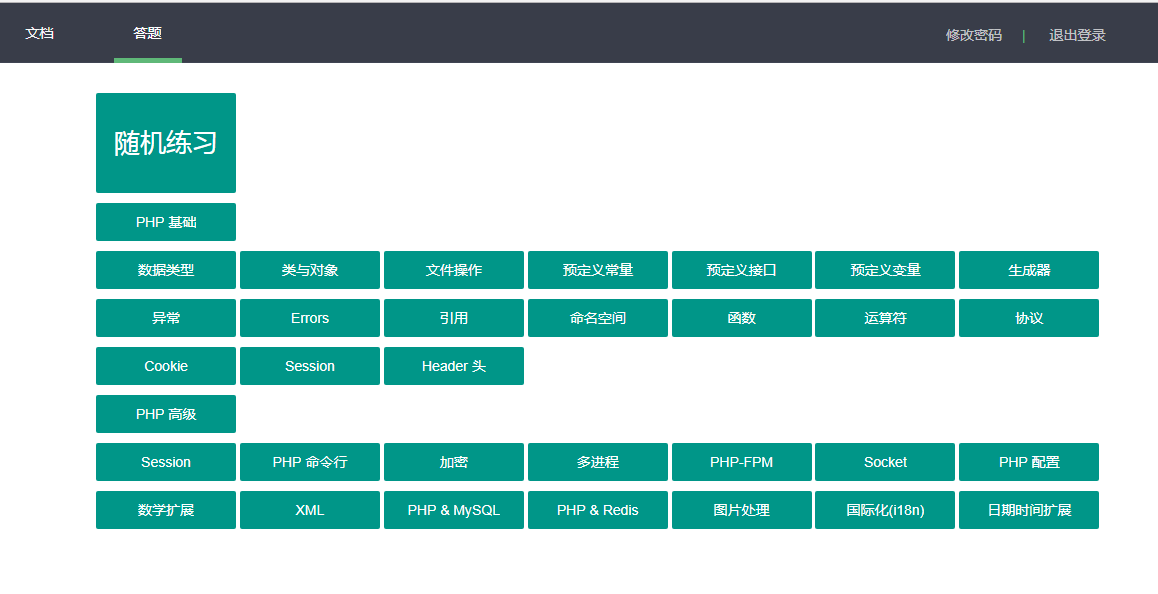 文档 答题 修改密码 | 退出登录
随机练习
PHP 基础
数据类型 类与对象 文件操作 预定义常量 预定义接口 预定义变量 生成器
异常 Errors 引用 命名空间 函数 运算符 协议
Cookie Session Header 头
PHP 高级
Session PHP 命令行 加密 多进程 PHP-FPM Socket PHP 配置
数学扩展 XML PHP & MySQL PHP & Redis 图片处理 国际化(i18n) 日期时间扩展